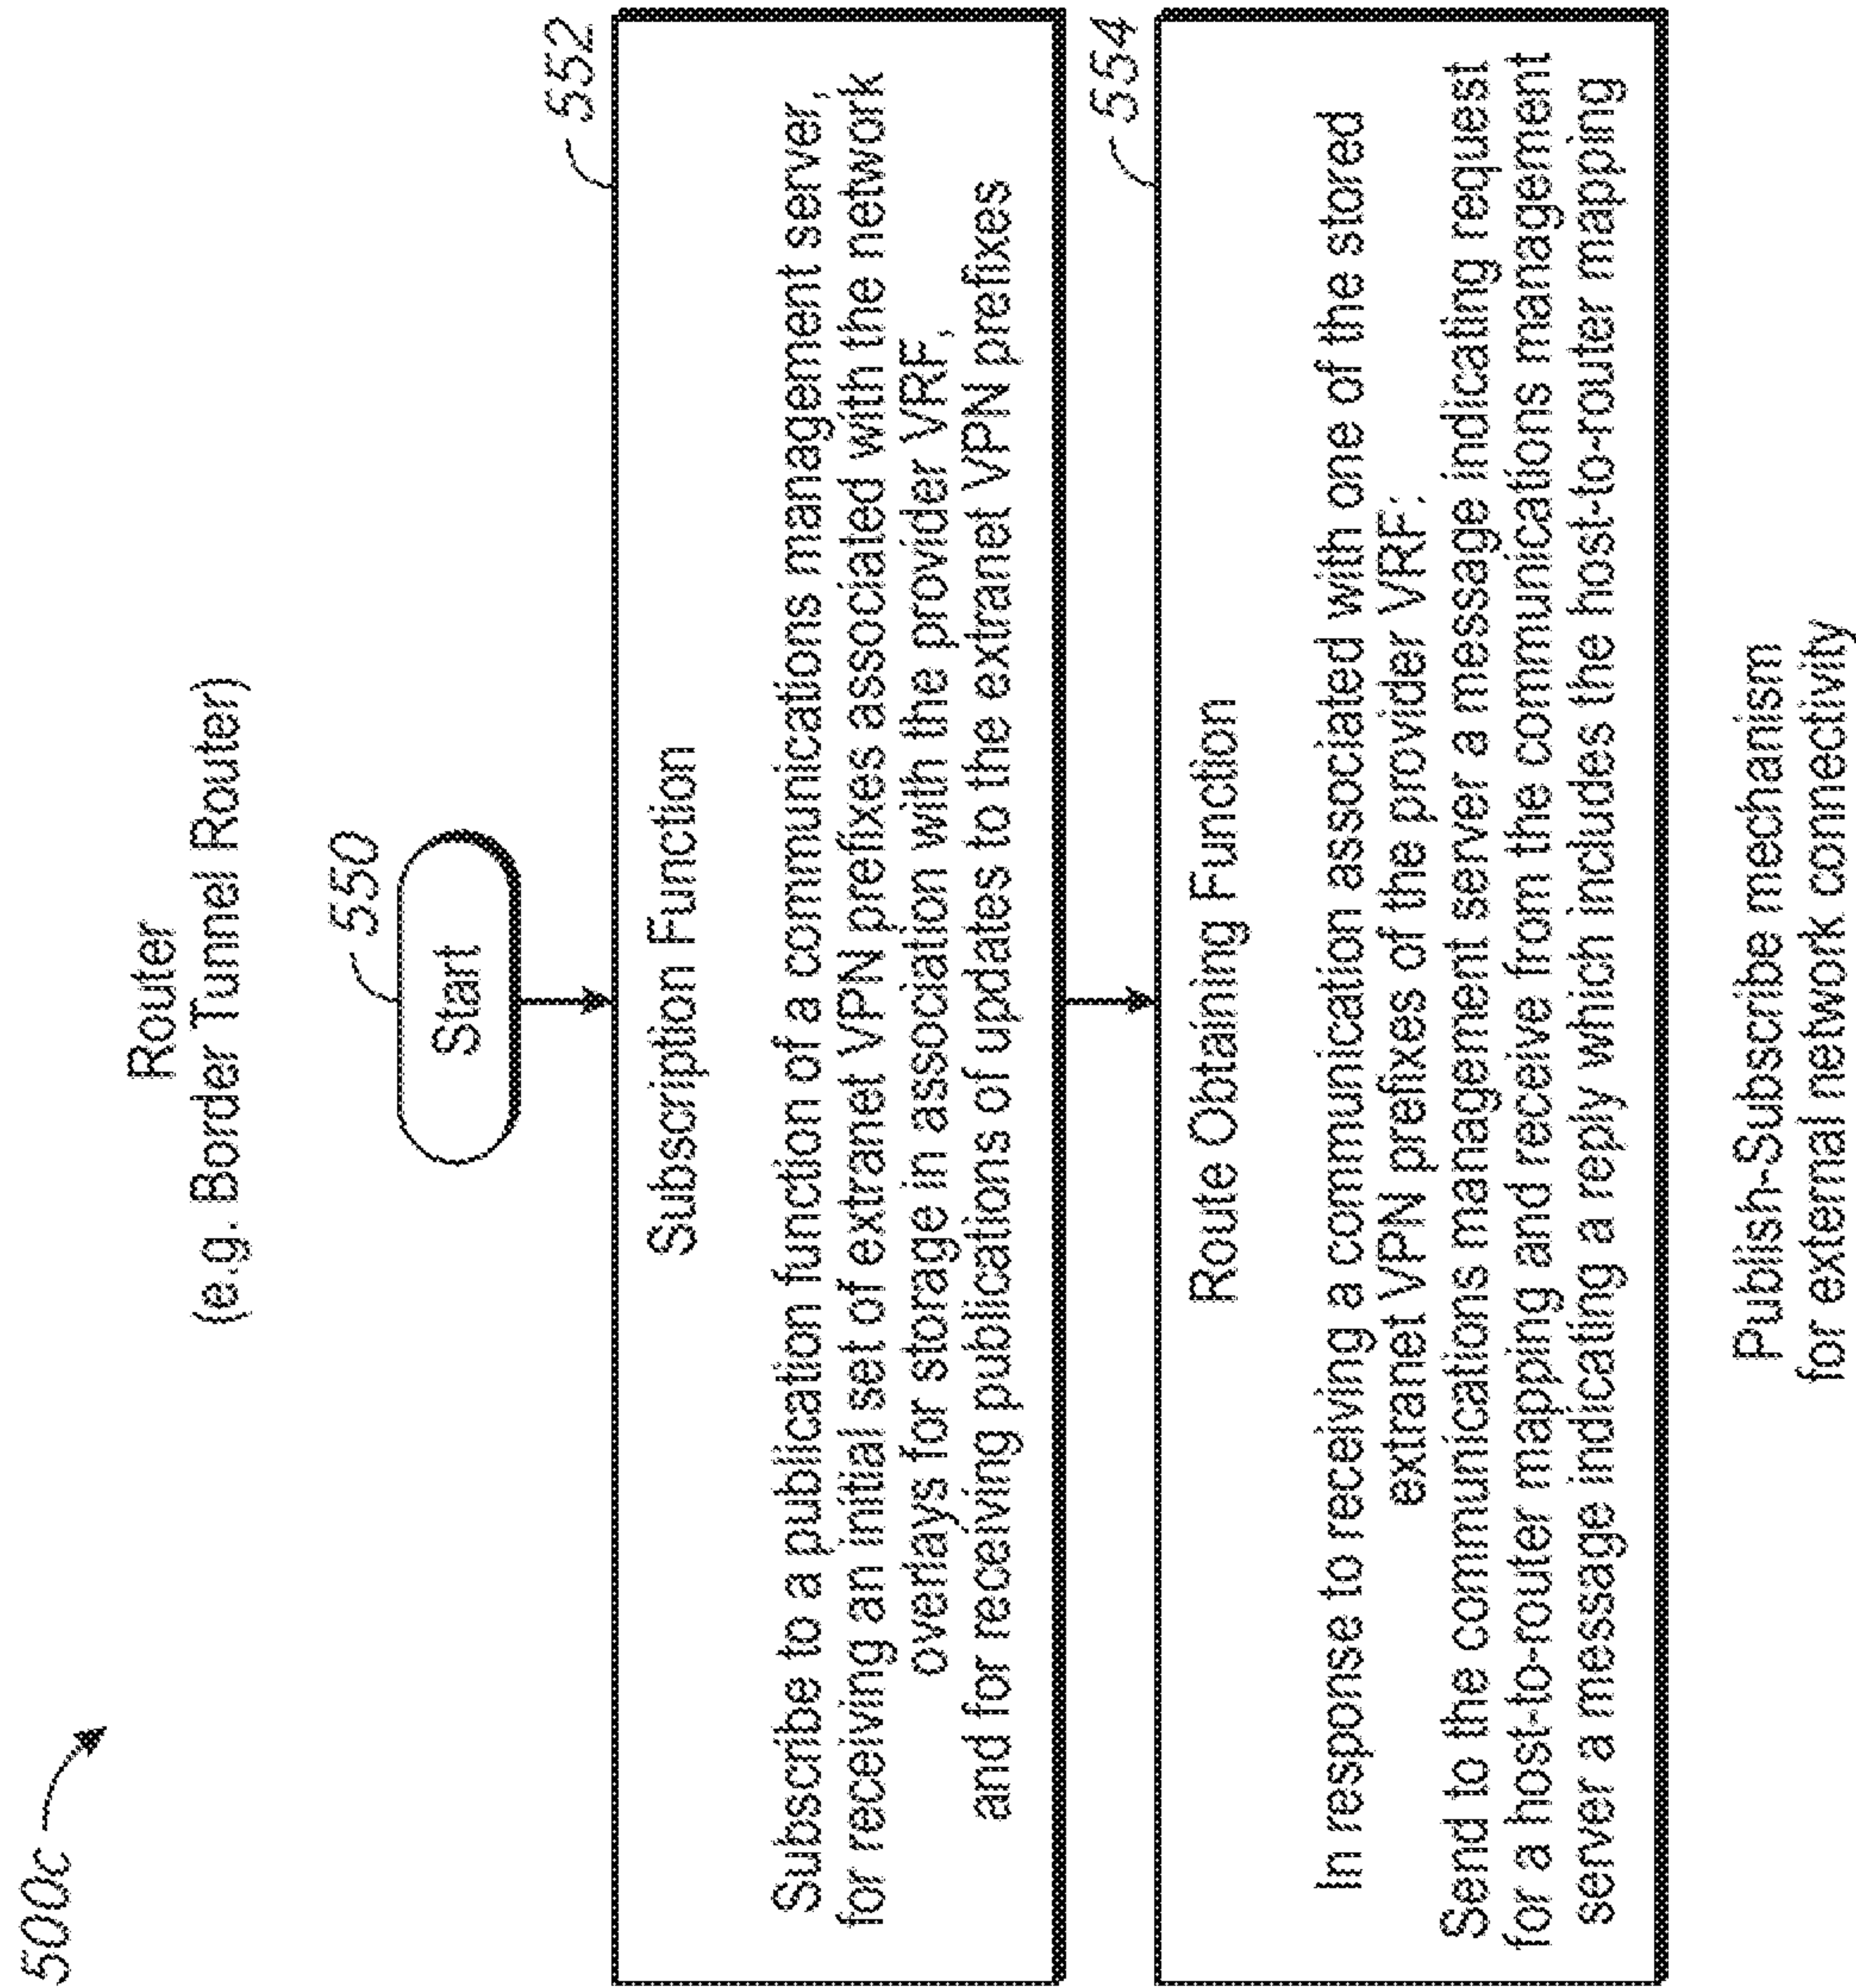 500c
Router
(e.g. Border Tunnel Router)
550
Start
552
Subscription Function
Subscribe to a publication function of a communications management server,
for receiving an initial set of extranet VPN prefixes associated with the network
overlays for storage in association with the provider VRF,
and for receiving publications of updates to the extranet VPN prefixes
554
Route Obtaining Function
In response to receiving a communication associated with one of the stored
extranet VPN prefixes of the provider VRF:
Send to the communications management server a message indicating request
for a host-to-router mapping and receive from the communications management
server a message indicating a reply which includes the host-to-router mapping
Publish-Subscribe mechanism
for external network connectivity